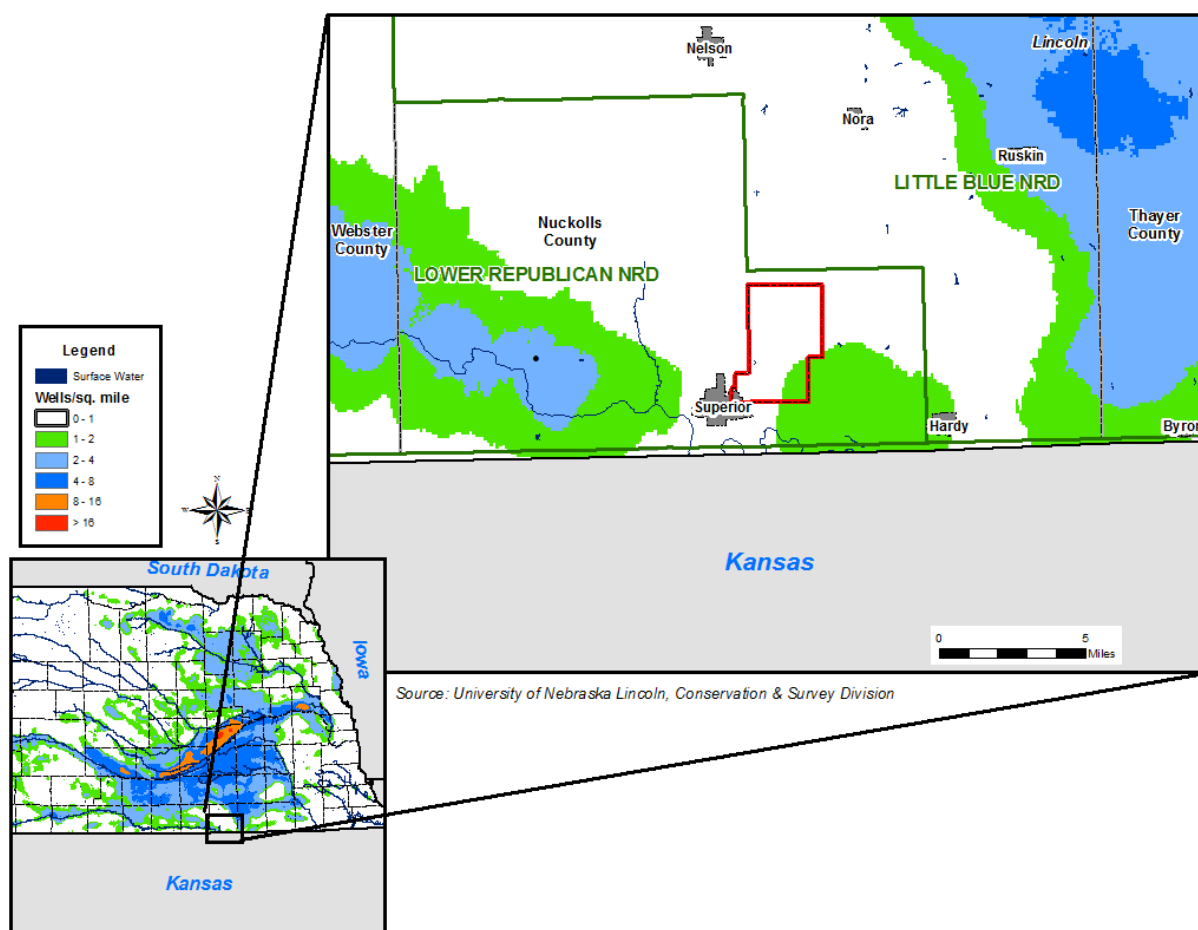 Nelson
Lincoln
Nora
Ruskin
LITTLE BLUE NRD
Thayer
County
Nuckolls
County
Webster
County
LOWER REPUBLICAN NRD
Superior
Hardy
Byron
Kansas
0 5
Miles
Legend
Surface Water
Wells/sq. mile
0 - 1
1 - 2
2 - 4
4 - 8
8 - 16
> 16
N
W E
S
South Dakota
Iowa
Kansas
Source: University of Nebraska Lincoln, Conservation & Survey Division